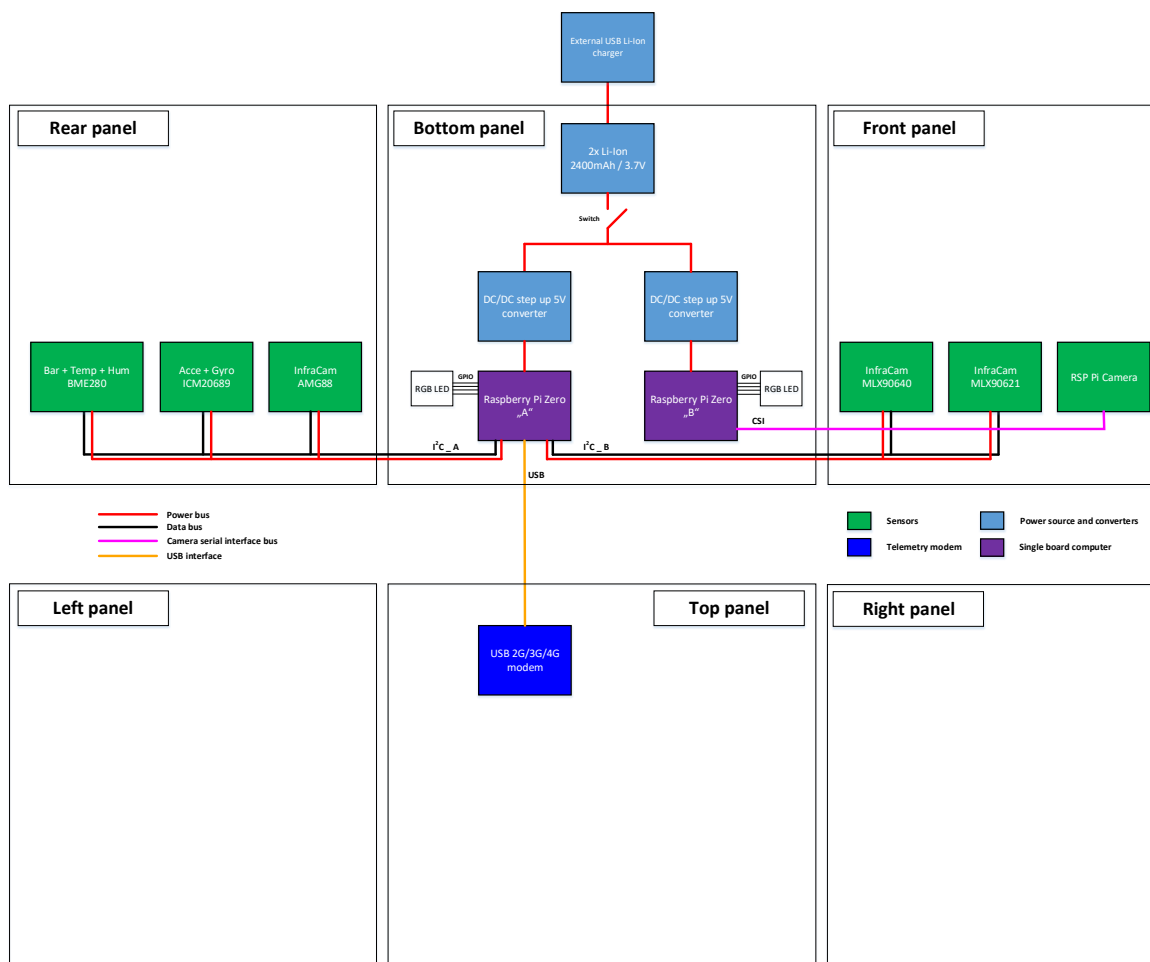 External USB Li-Ion
charger
Rear panel
Bottom panel
Front panel
2x Li-Ion
2400mAh / 3.7V
Switch
DC/DC step up 5V
converter
DC/DC step up 5V
converter
Bar + Temp + Hum
BME280
Acce + Gyro
ICM20689
InfraCam
AMG88
RGB LED
GPIO
Raspberry Pi Zero
„A“
Raspberry Pi Zero
„B“
GPIO
RGB LED
InfraCam
MLX90640
InfraCam
MLX90621
RSP Pi Camera
CSI
I²C_ A
I²C_ B
USB
Power bus
Data bus
Camera serial interface bus
USB interface
Sensors
Power source and converters
Telemetry modem
Single board computer
Left panel
Top panel
Right panel
USB 2G/3G/4G
modem